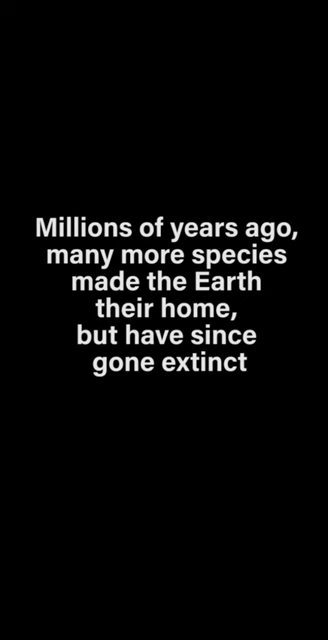 Millions of years ago,
many more species
made the Earth
their home,
but have since
gone extinct